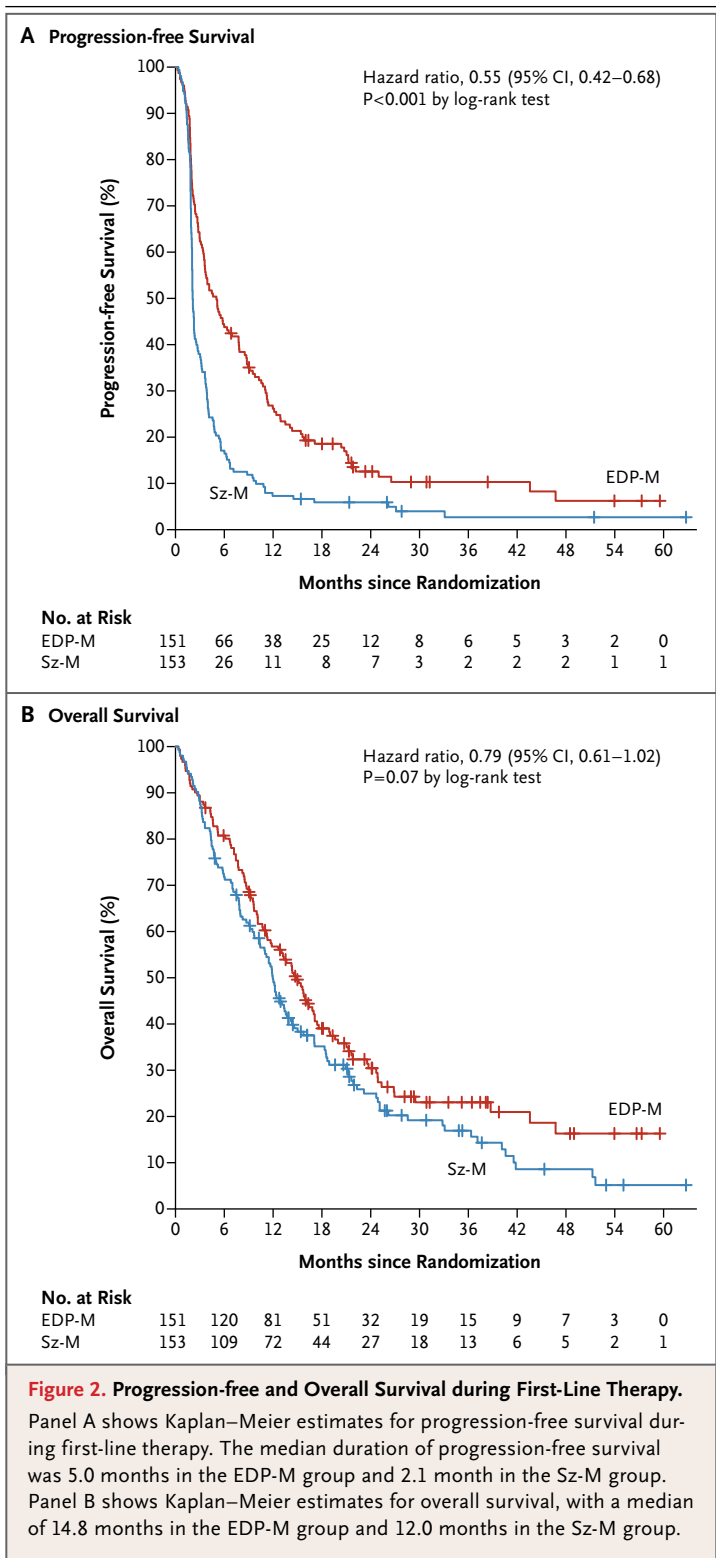 A Progression-free Survival
Hazard ratio, 0.55 (95% CI, 0.42–0.68)
P<0.001 by log-rank test
Progression-free Survival (%)
100
90
80
70
60
50
40
30
20
10
0
EDP-M
Sz-M
0 6 12 18 24 30 36 42 48 54 60
Months since Randomization
No. at Risk
EDP-M 151 66 38 25 12 8 6 5 3 2 0
Sz-M 153 26 11 8 7 3 2 2 2 1 1
B Overall Survival
Hazard ratio, 0.79 (95% CI, 0.61–1.02)
P=0.07 by log-rank test
Overall Survival (%)
100
90
80
70
60
50
40
30
20
10
0
EDP-M
Sz-M
0 6 12 18 24 30 36 42 48 54 60
Months since Randomization
No. at Risk
EDP-M 151 120 81 51 32 19 15 9 7 3 0
Sz-M 153 109 72 44 27 18 13 6 5 2 1
Figure 2. Progression-free and Overall Survival during First-Line Therapy.
Panel A shows Kaplan–Meier estimates for progression-free survival dur-
ing first-line therapy. The median duration of progression-free survival
was 5.0 months in the EDP-M group and 2.1 month in the Sz-M group.
Panel B shows Kaplan–Meier estimates for overall survival, with a median
of 14.8 months in the EDP-M group and 12.0 months in the Sz-M group.